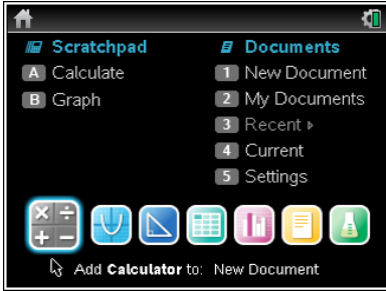 Scratchpad
A Calculate
B Graph
Documents
1 New Document
2 My Documents
3 Recent ▸
4 Current
5 Settings
Add Calculator to: New Document